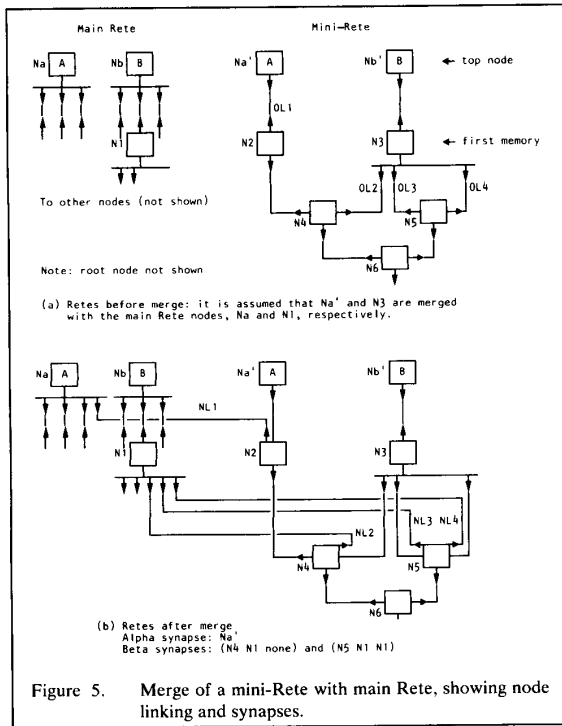 Main Rete
Mini-Rete
Na A
Nb B
Na' A
Nb' B
← top node
OL1
N1
N2
N3
← first memory
To other nodes (not shown)
OL2
OL3
OL4
N4
N5
N6
Note: root node not shown
(a) Retes before merge: it is assumed that Na' and N3 are merged
with the main Rete nodes, Na and N1, respectively.
Na A
Nb B
Na' A
Nb' B
NL1
N1
N2
N3
NL2
NL3
NL4
N4
N5
N6
(b) Retes after merge
Alpha synapse: Na'
Beta synapses: (N4 N1 none) and (N5 N1 N1)
Figure 5. Merge of a mini-Rete with main Rete, showing node
linking and synapses.